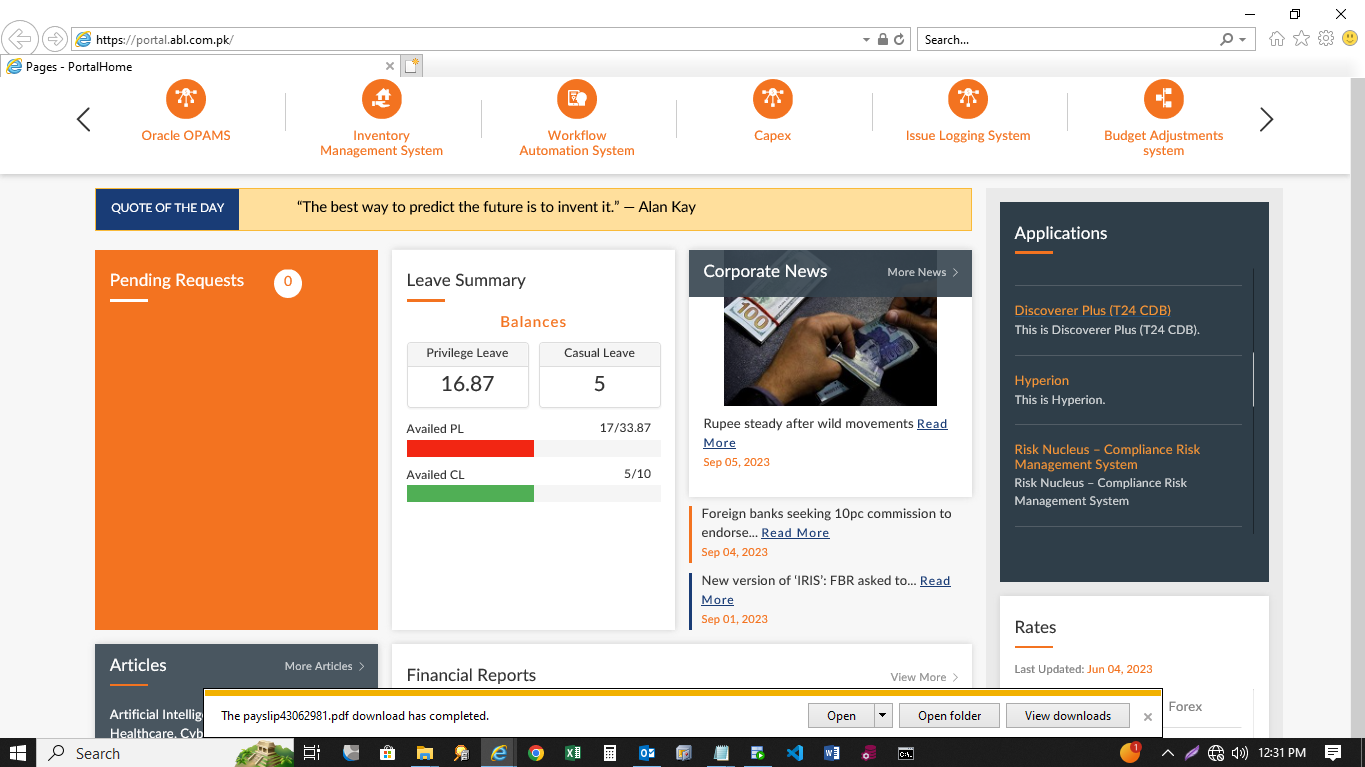 https://portal.abl.com.pk/
Search...
Pages - PortalHome
Oracle OPAMS
Inventory
Management System
Workflow
Automation System
Capex
Issue Logging System
Budget Adjustments
system
QUOTE OF THE DAY
“The best way to predict the future is to invent it.” — Alan Kay
Pending Requests
0
Leave Summary
Balances
Privilege Leave
16.87
Casual Leave
5
Availed PL
17/33.87
Availed CL
5/10
Corporate News
More News
100
Rupee steady after wild movements Read
More
Sep 05, 2023
Foreign banks seeking 10pc commission to
endorse... Read More
Sep 04, 2023
New version of ‘IRIS’: FBR asked to... Read
More
Sep 01, 2023
Applications
Discoverer Plus (T24 CDB)
This is Discoverer Plus (T24 CDB).
Hyperion
This is Hyperion.
Risk Nucleus – Compliance Risk
Management System
Risk Nucleus – Compliance Risk
Management System
Rates
Last Updated: Jun 04, 2023
Forex
Articles
More Articles
Artificial Intellig
Healthcare, Cyb
Financial Reports
View More
The payslip43062981.pdf download has completed.
Open
Open folder
View downloads
Search
1
12:31 PM